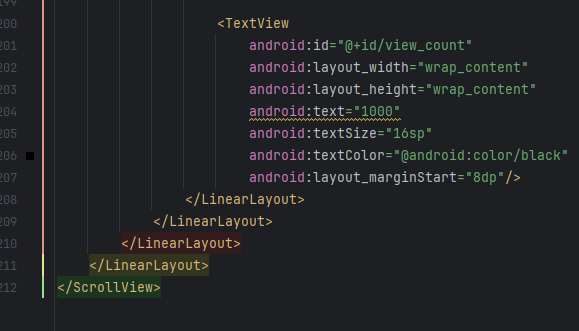 199
200 <TextView
201 android:id="@+id/view_count"
202 android:layout_width="wrap_content"
203 android:layout_height="wrap_content"
204 android:text="1000"
205 android:textSize="16sp"
206 android:textColor="@android:color/black"
207 android:layout_marginStart="8dp"/>
208 </LinearLayout>
209 </LinearLayout>
210 </LinearLayout>
211 </LinearLayout>
212 </ScrollView>